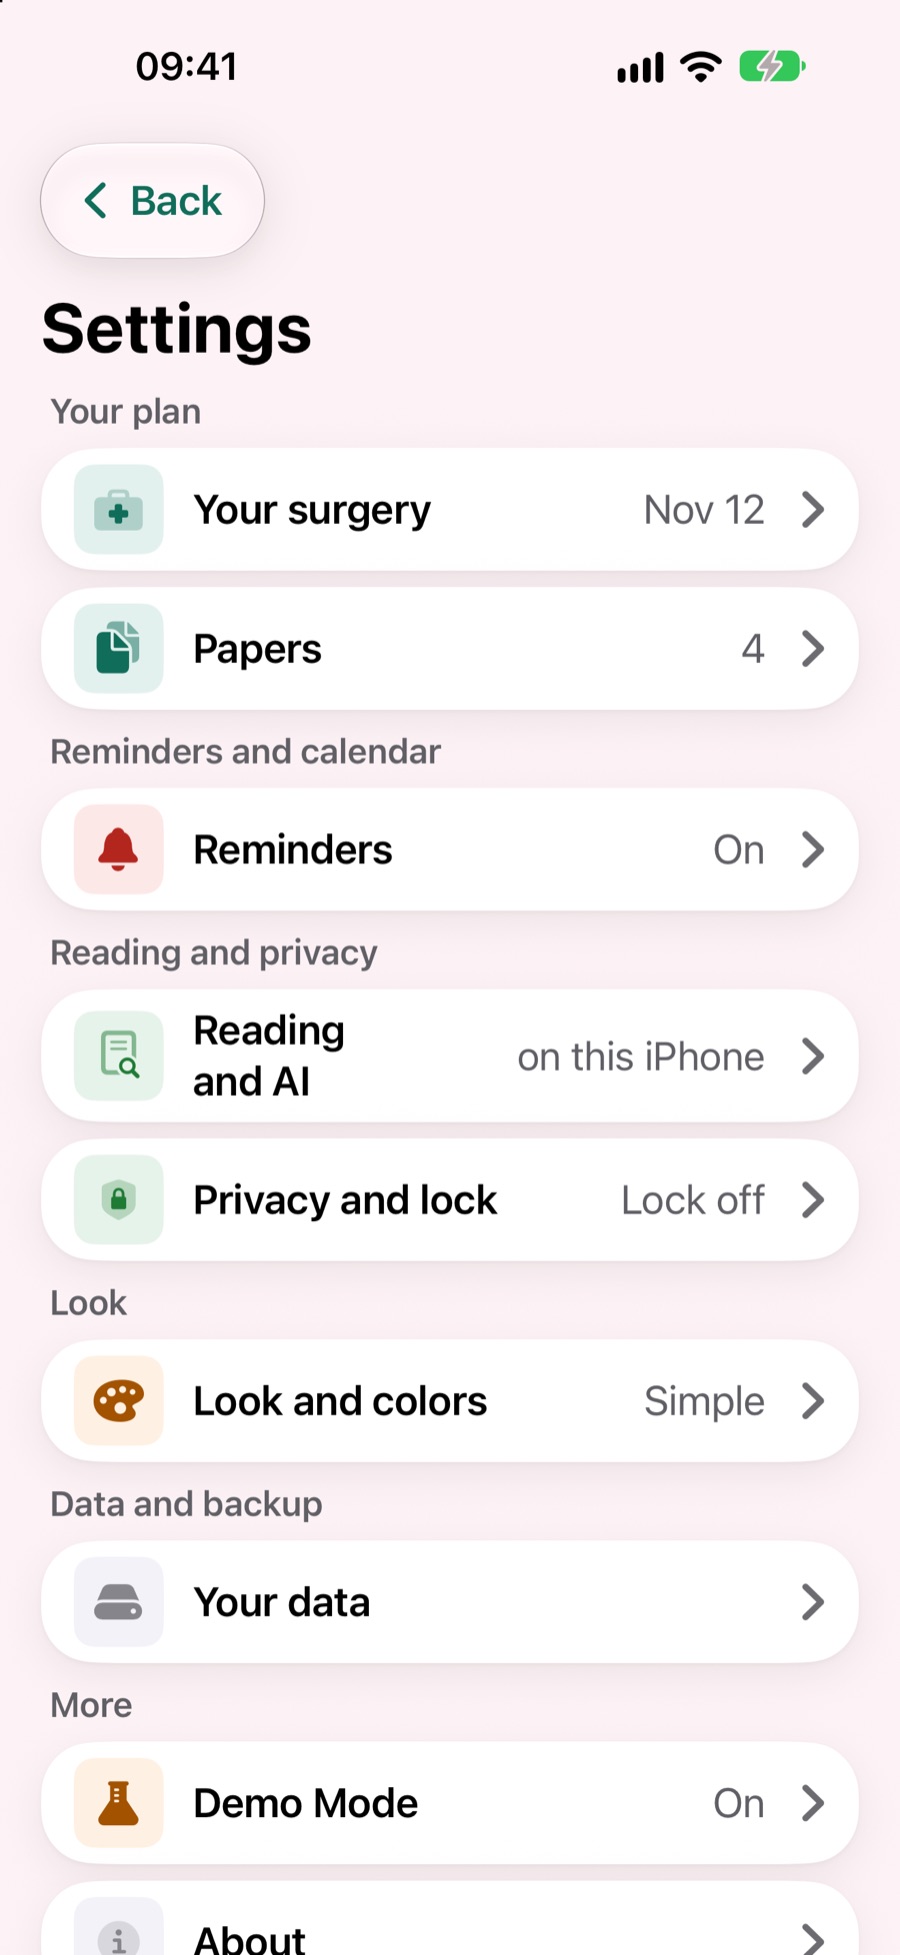 09:41
Back
Settings
Your plan
Your surgery Nov 12
Papers 4
Reminders and calendar
Reminders On
Reading and privacy
Reading
and AI on this iPhone
Privacy and lock Lock off
Look
Look and colors Simple
Data and backup
Your data
More
Demo Mode On
About